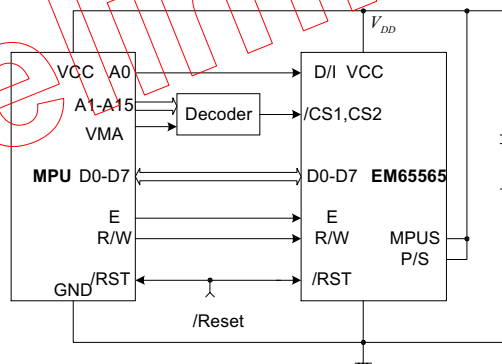 V_DD
VCC A0
D/I VCC
A1-A15
Decoder
/CS1,CS2
VMA
MPU D0-D7
D0-D7 EM65565
E
E
R/W
R/W
MPUS
P/S
/RST
/RST
GND
/Reset